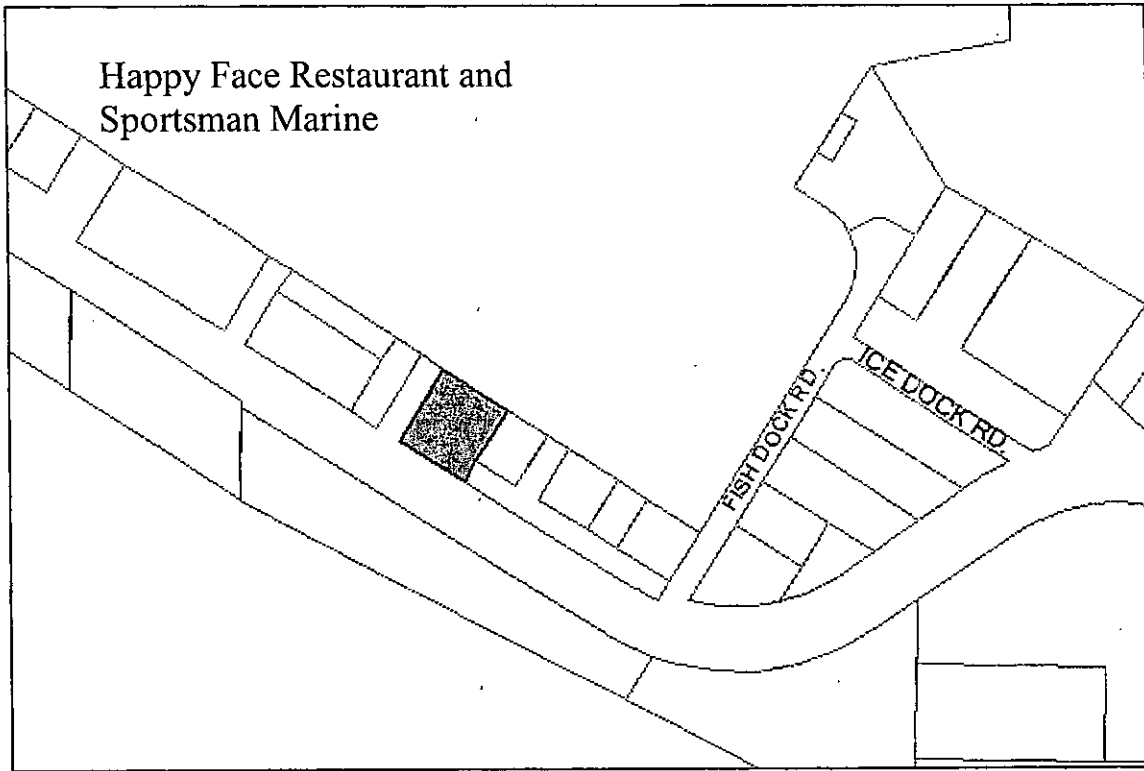 Happy Face Restaurant and
Sportsman Marine
ICE DOCK RD.
FISH DOCK RD.